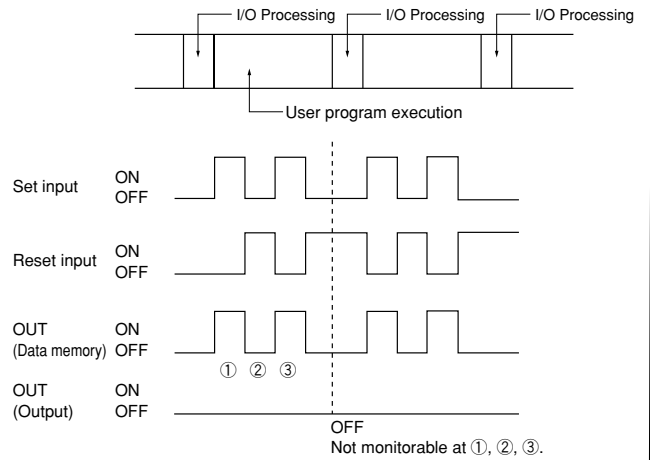 I/O Processing I/O Processing I/O Processing
User program execution
Set input ON
OFF
Reset input ON
OFF
OUT ON
(Data memory) OFF
① ② ③
OUT ON
(Output) OFF
OFF
Not monitorable at ①, ②, ③.